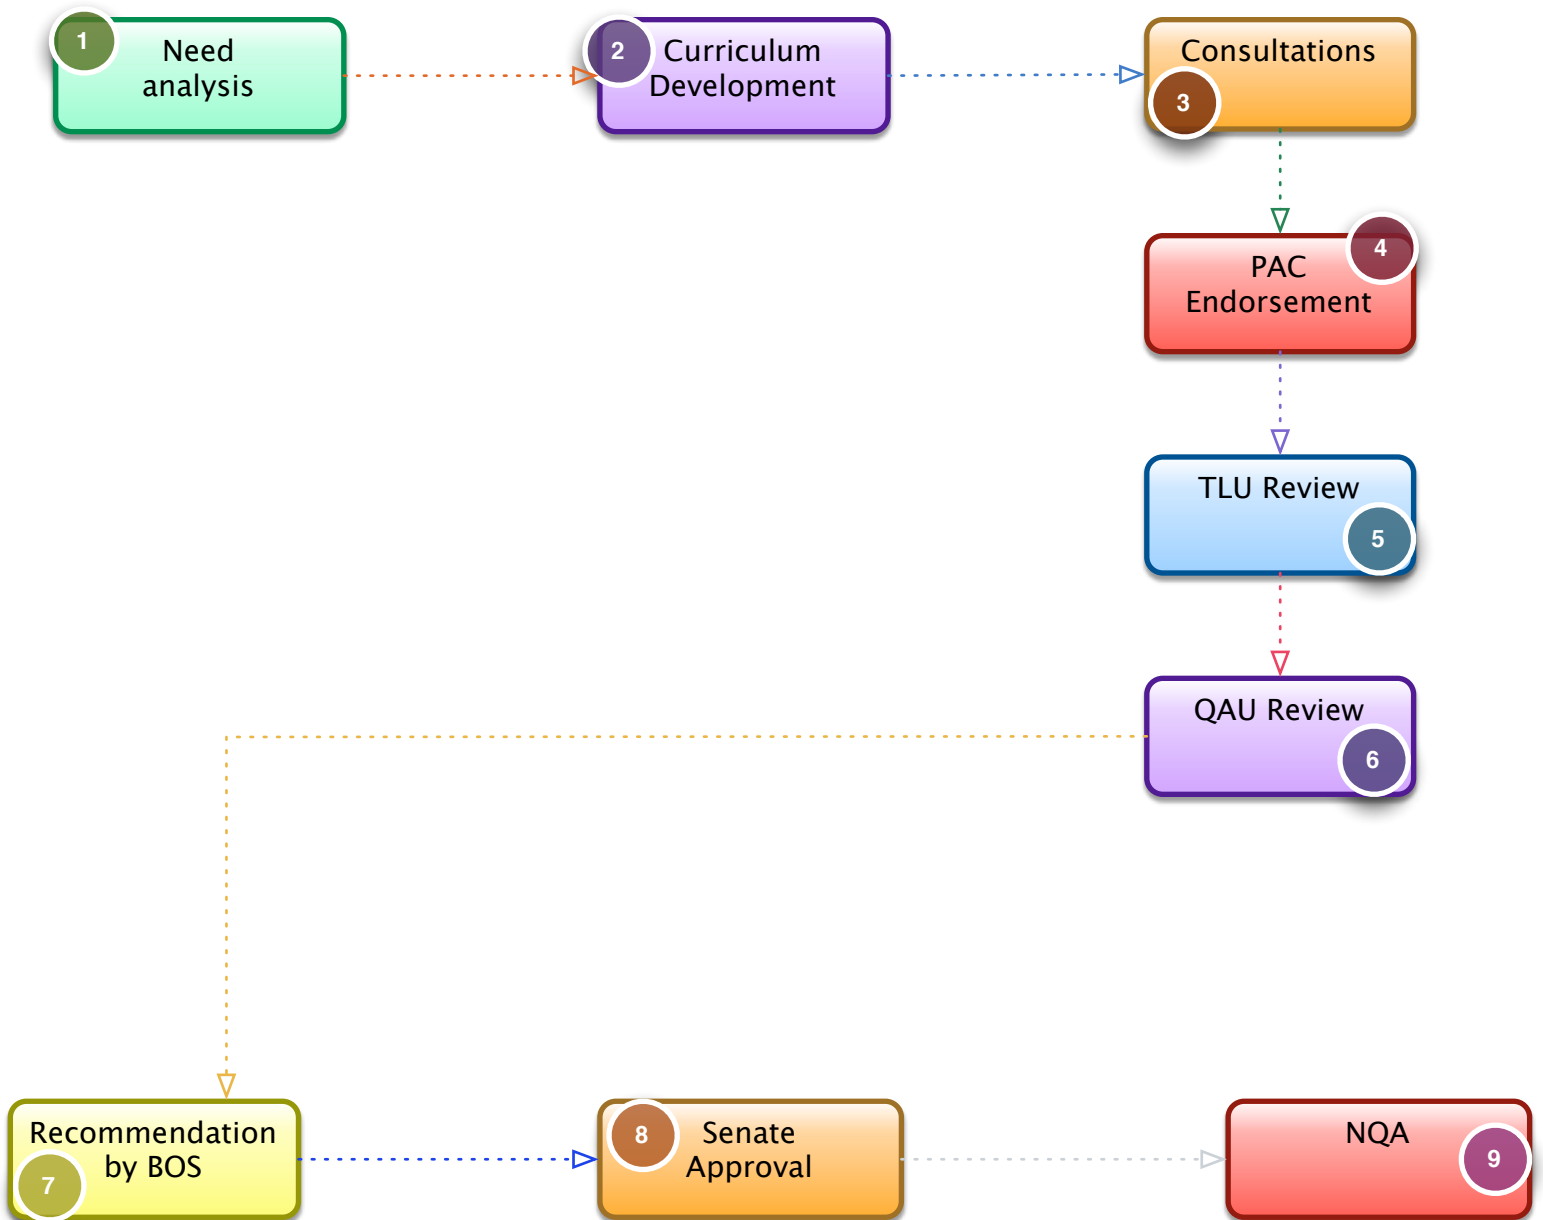 1
Need
analysis
2
Curriculum
Development
Consultations
3
4
PAC
Endorsement
TLU Review
5
QAU Review
6
Recommendation
by BOS
7
8
Senate
Approval
NQA
9